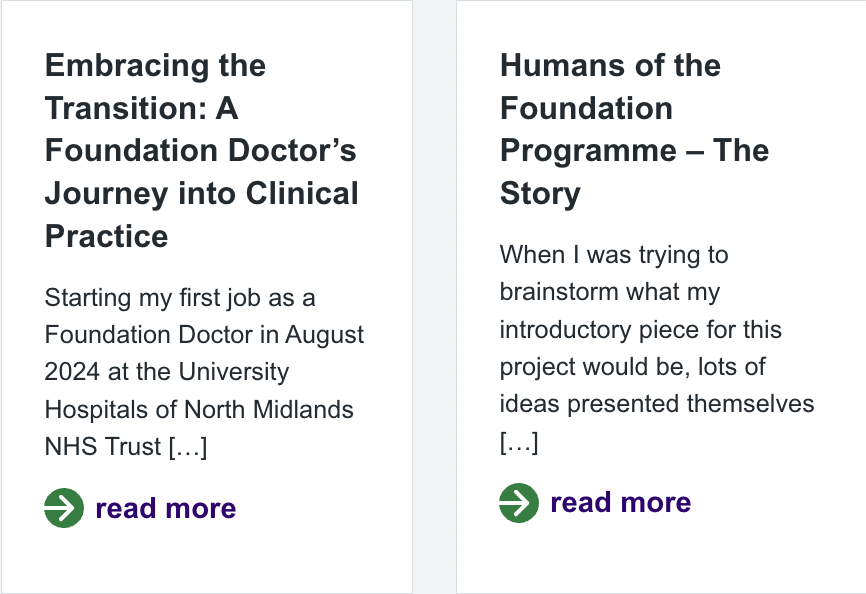 Embracing the
Transition: A
Foundation Doctor’s
Journey into Clinical
Practice
Starting my first job as a
Foundation Doctor in August
2024 at the University
Hospitals of North Midlands
NHS Trust […]
read more
Humans of the
Foundation
Programme – The
Story
When I was trying to
brainstorm what my
introductory piece for this
project would be, lots of
ideas presented themselves
[…]
read more